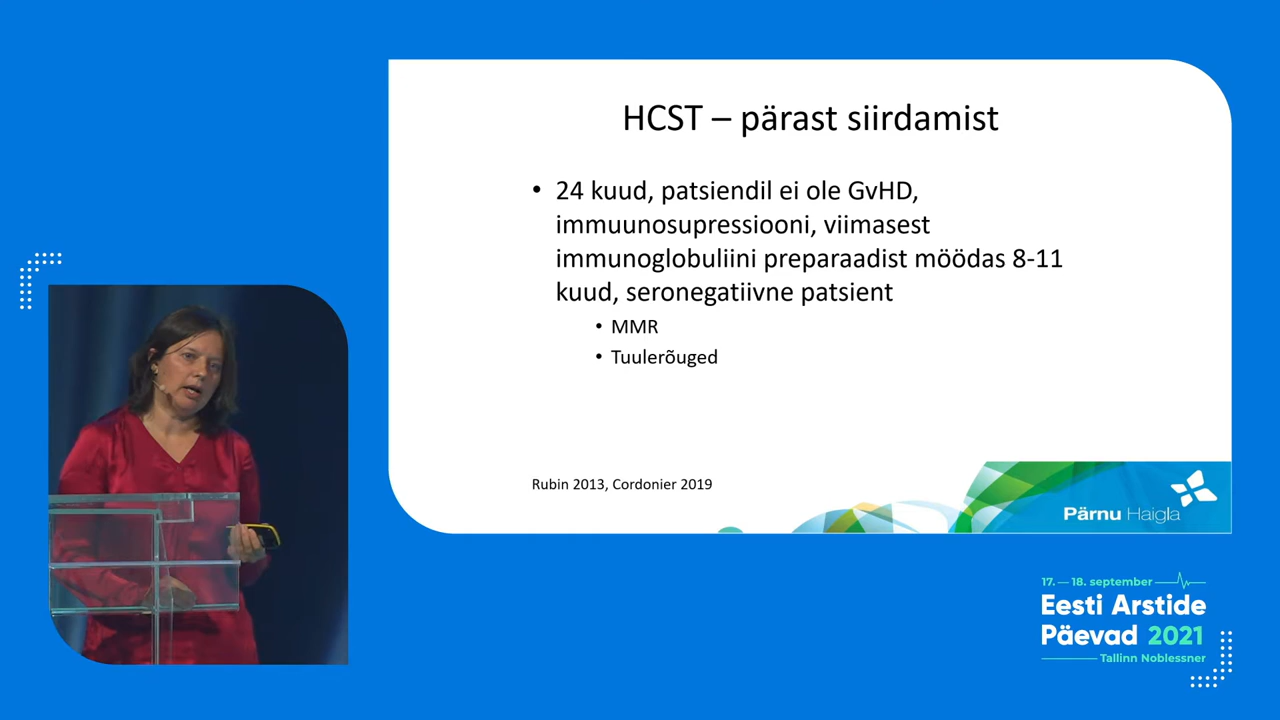 HCST – pärast siirdamist
• 24 kuud, patsiendil ei ole GvHD,
immuunosupressiooni, viimasest
immunoglobuliini preparaadist möödas 8-11
kuud, seronegatiivne patsient
• MMR
• Tuulerõuged
Rubin 2013, Cordonier 2019
Pärnu Haigla
17. — 18. september
Eesti Arstide
Päevad 2021
Tallinn Noblessner